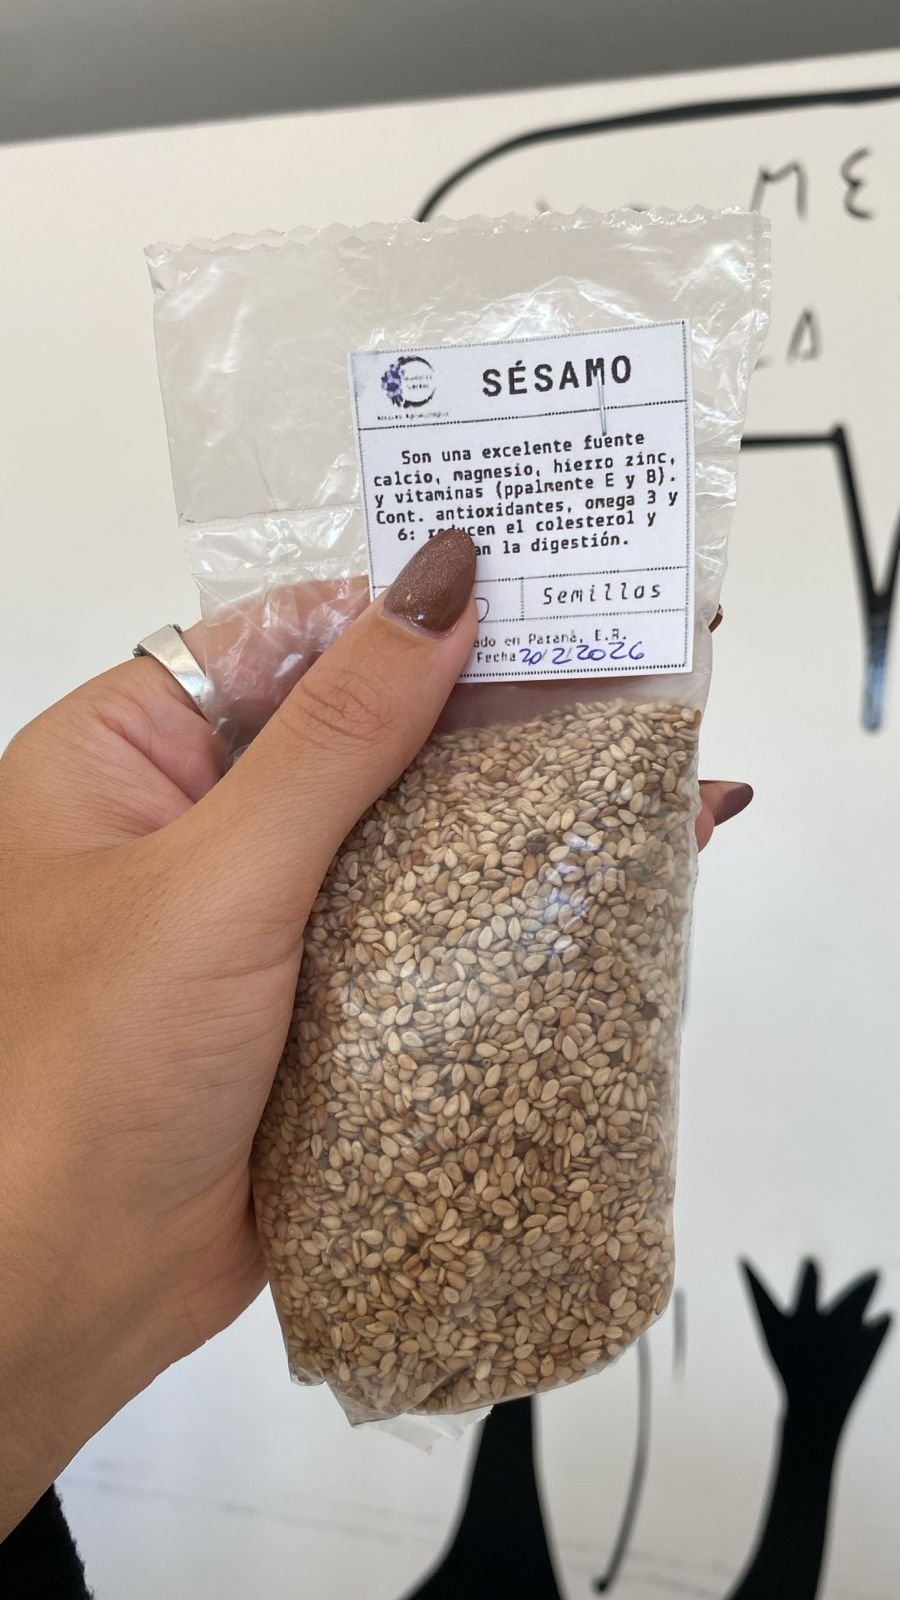 ME
SÉSAMO
Son una excelente fuente
calcio, magnesio, hierro zinc,
y vitaminas (ppalmente E y B).
Cont. antioxidantes, omega 3 y
6: reducen el colesterol y
la digestión.
Semillas
en Paraná, E.R.
Fecha 20/2/2026